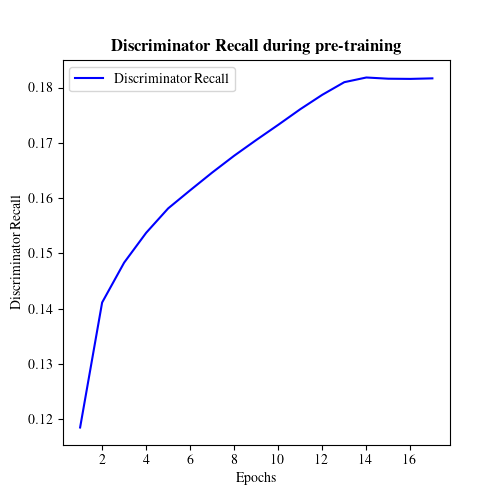 Discriminator Recall during pre-training
Discriminator Recall
0.18
0.17
0.16
0.15
0.14
0.13
0.12
Discriminator Recall
2 4 6 8 10 12 14 16
Epochs